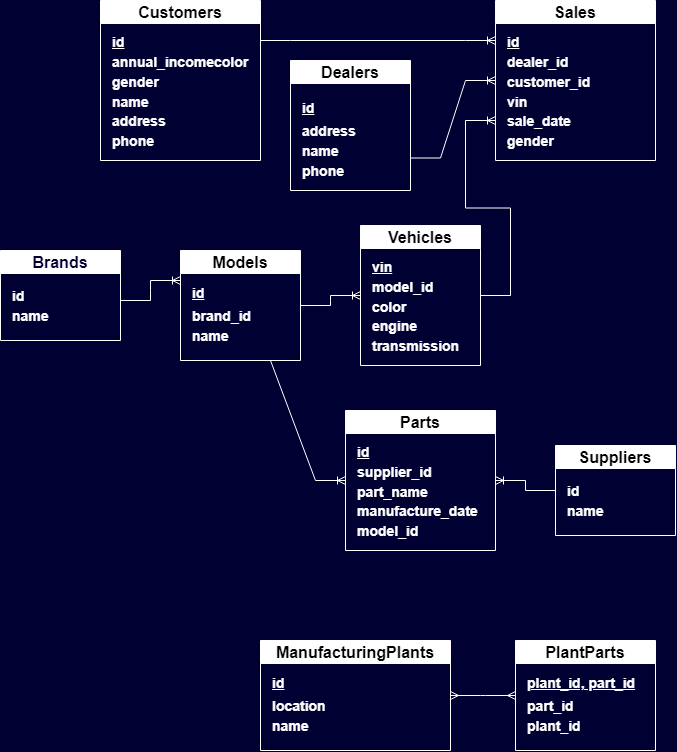 Customers
id
annual_incomecolor
gender
name
address
phone
Sales
id
dealer_id
customer_id
vin
sale_date
gender
Dealers
id
address
name
phone
Brands
id
name
Models
id
brand_id
name
Vehicles
vin
model_id
color
engine
transmission
Parts
id
supplier_id
part_name
manufacture_date
model_id
Suppliers
id
name
ManufacturingPlants
id
location
name
PlantParts
plant_id, part_id
part_id
plant_id